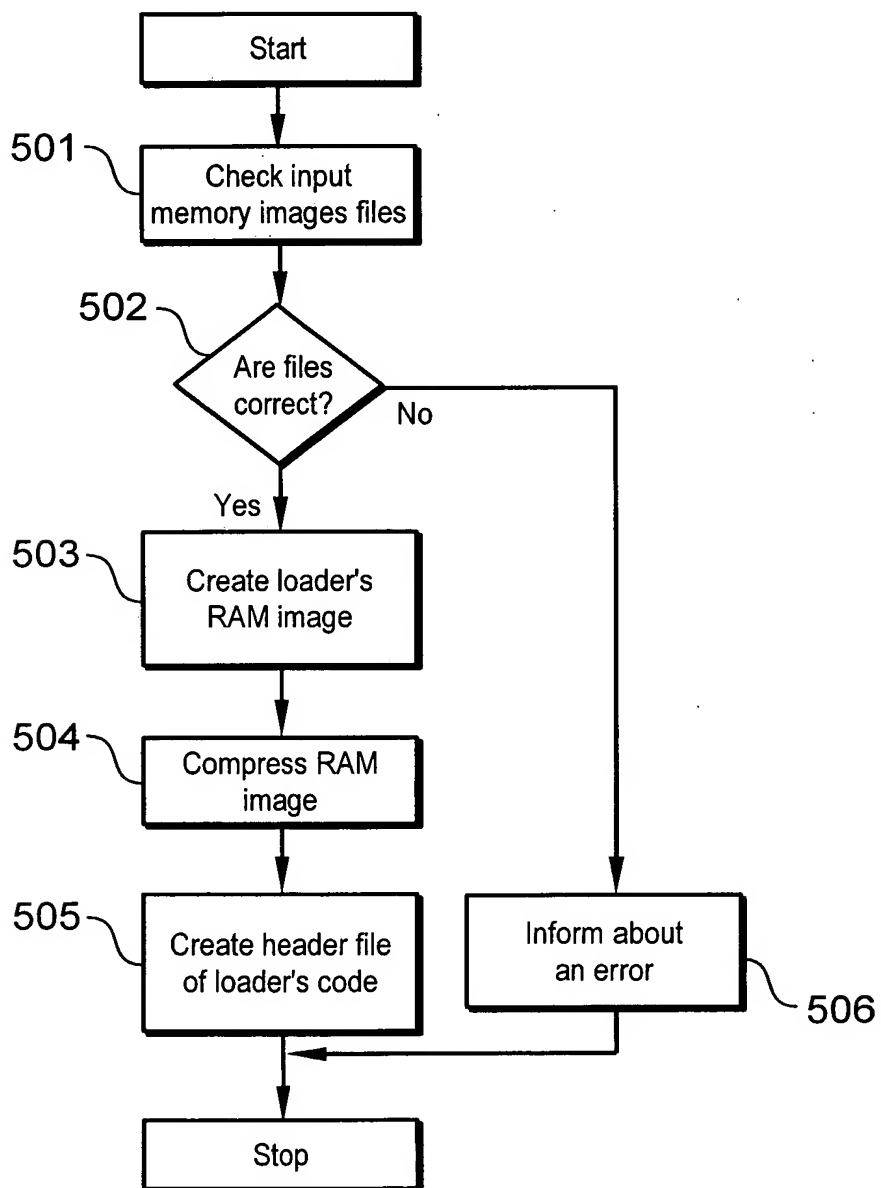 Start
501
Check input
memory images files
502
Are files
correct?
No
Yes
503
Create loader's
RAM image
504
Compress RAM
image
505
Create header file
of loader's code
Inform about
an error
506
Stop